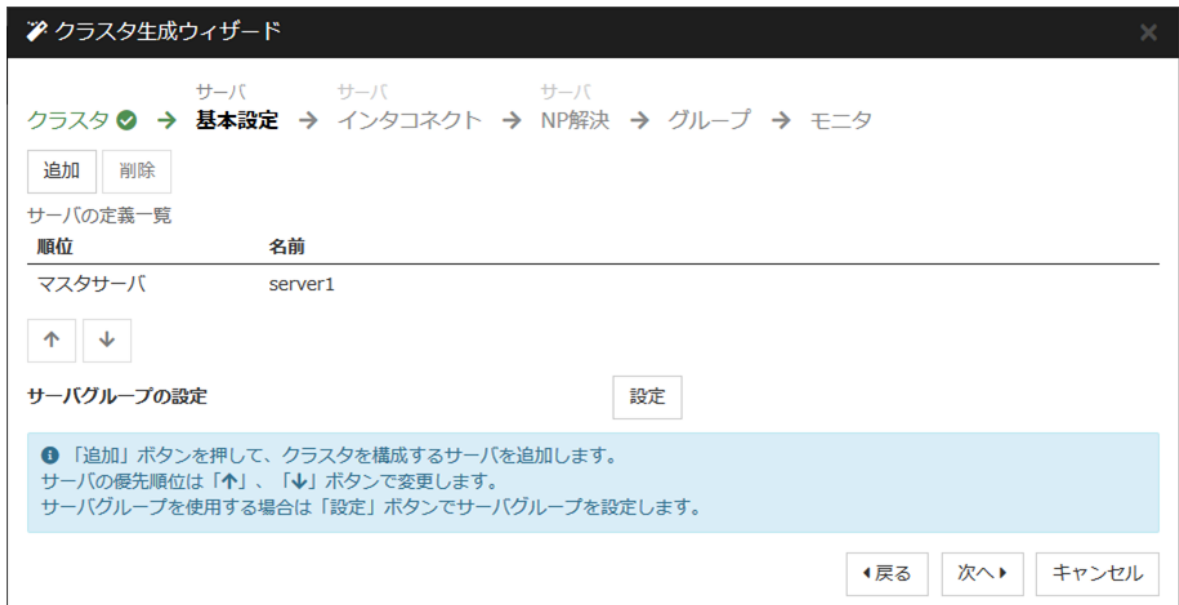 クラスタ生成ウィザード
サーバ サーバ サーバ
クラスタ → 基本設定 → インタコネクト → NP解決 → グループ → モニタ
追加 削除
サーバの定義一覧
順位 名前
マスタサーバ server1
↑ ↓
サーバグループの設定 設定
「追加」ボタンを押して、クラスタを構成するサーバを追加します。
サーバの優先順位は「↑」、「↓」ボタンで変更します。
サーバグループを使用する場合は「設定」ボタンでサーバグループを設定します。
戻る 次へ キャンセル